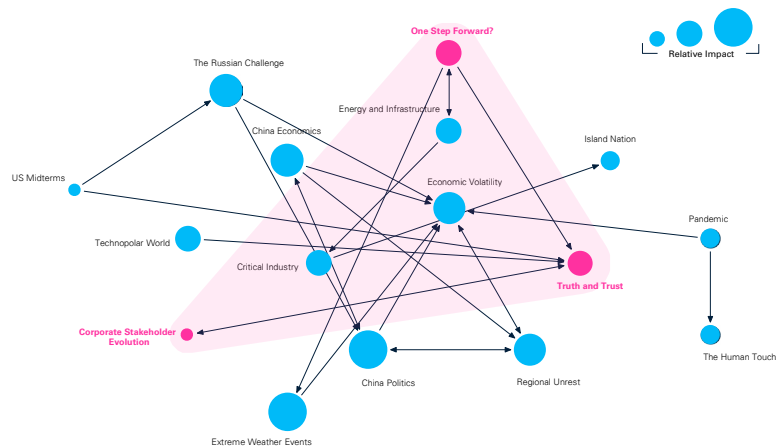 One Step Forward?
Relative Impact
The Russian Challenge
Energy and Infrastructure
China Economics
Island Nation
US Midterms
Economic Volatility
Pandemic
Technopolar World
Critical Industry
Truth and Trust
Corporate Stakeholder
Evolution
The Human Touch
China Politics
Regional Unrest
Extreme Weather Events